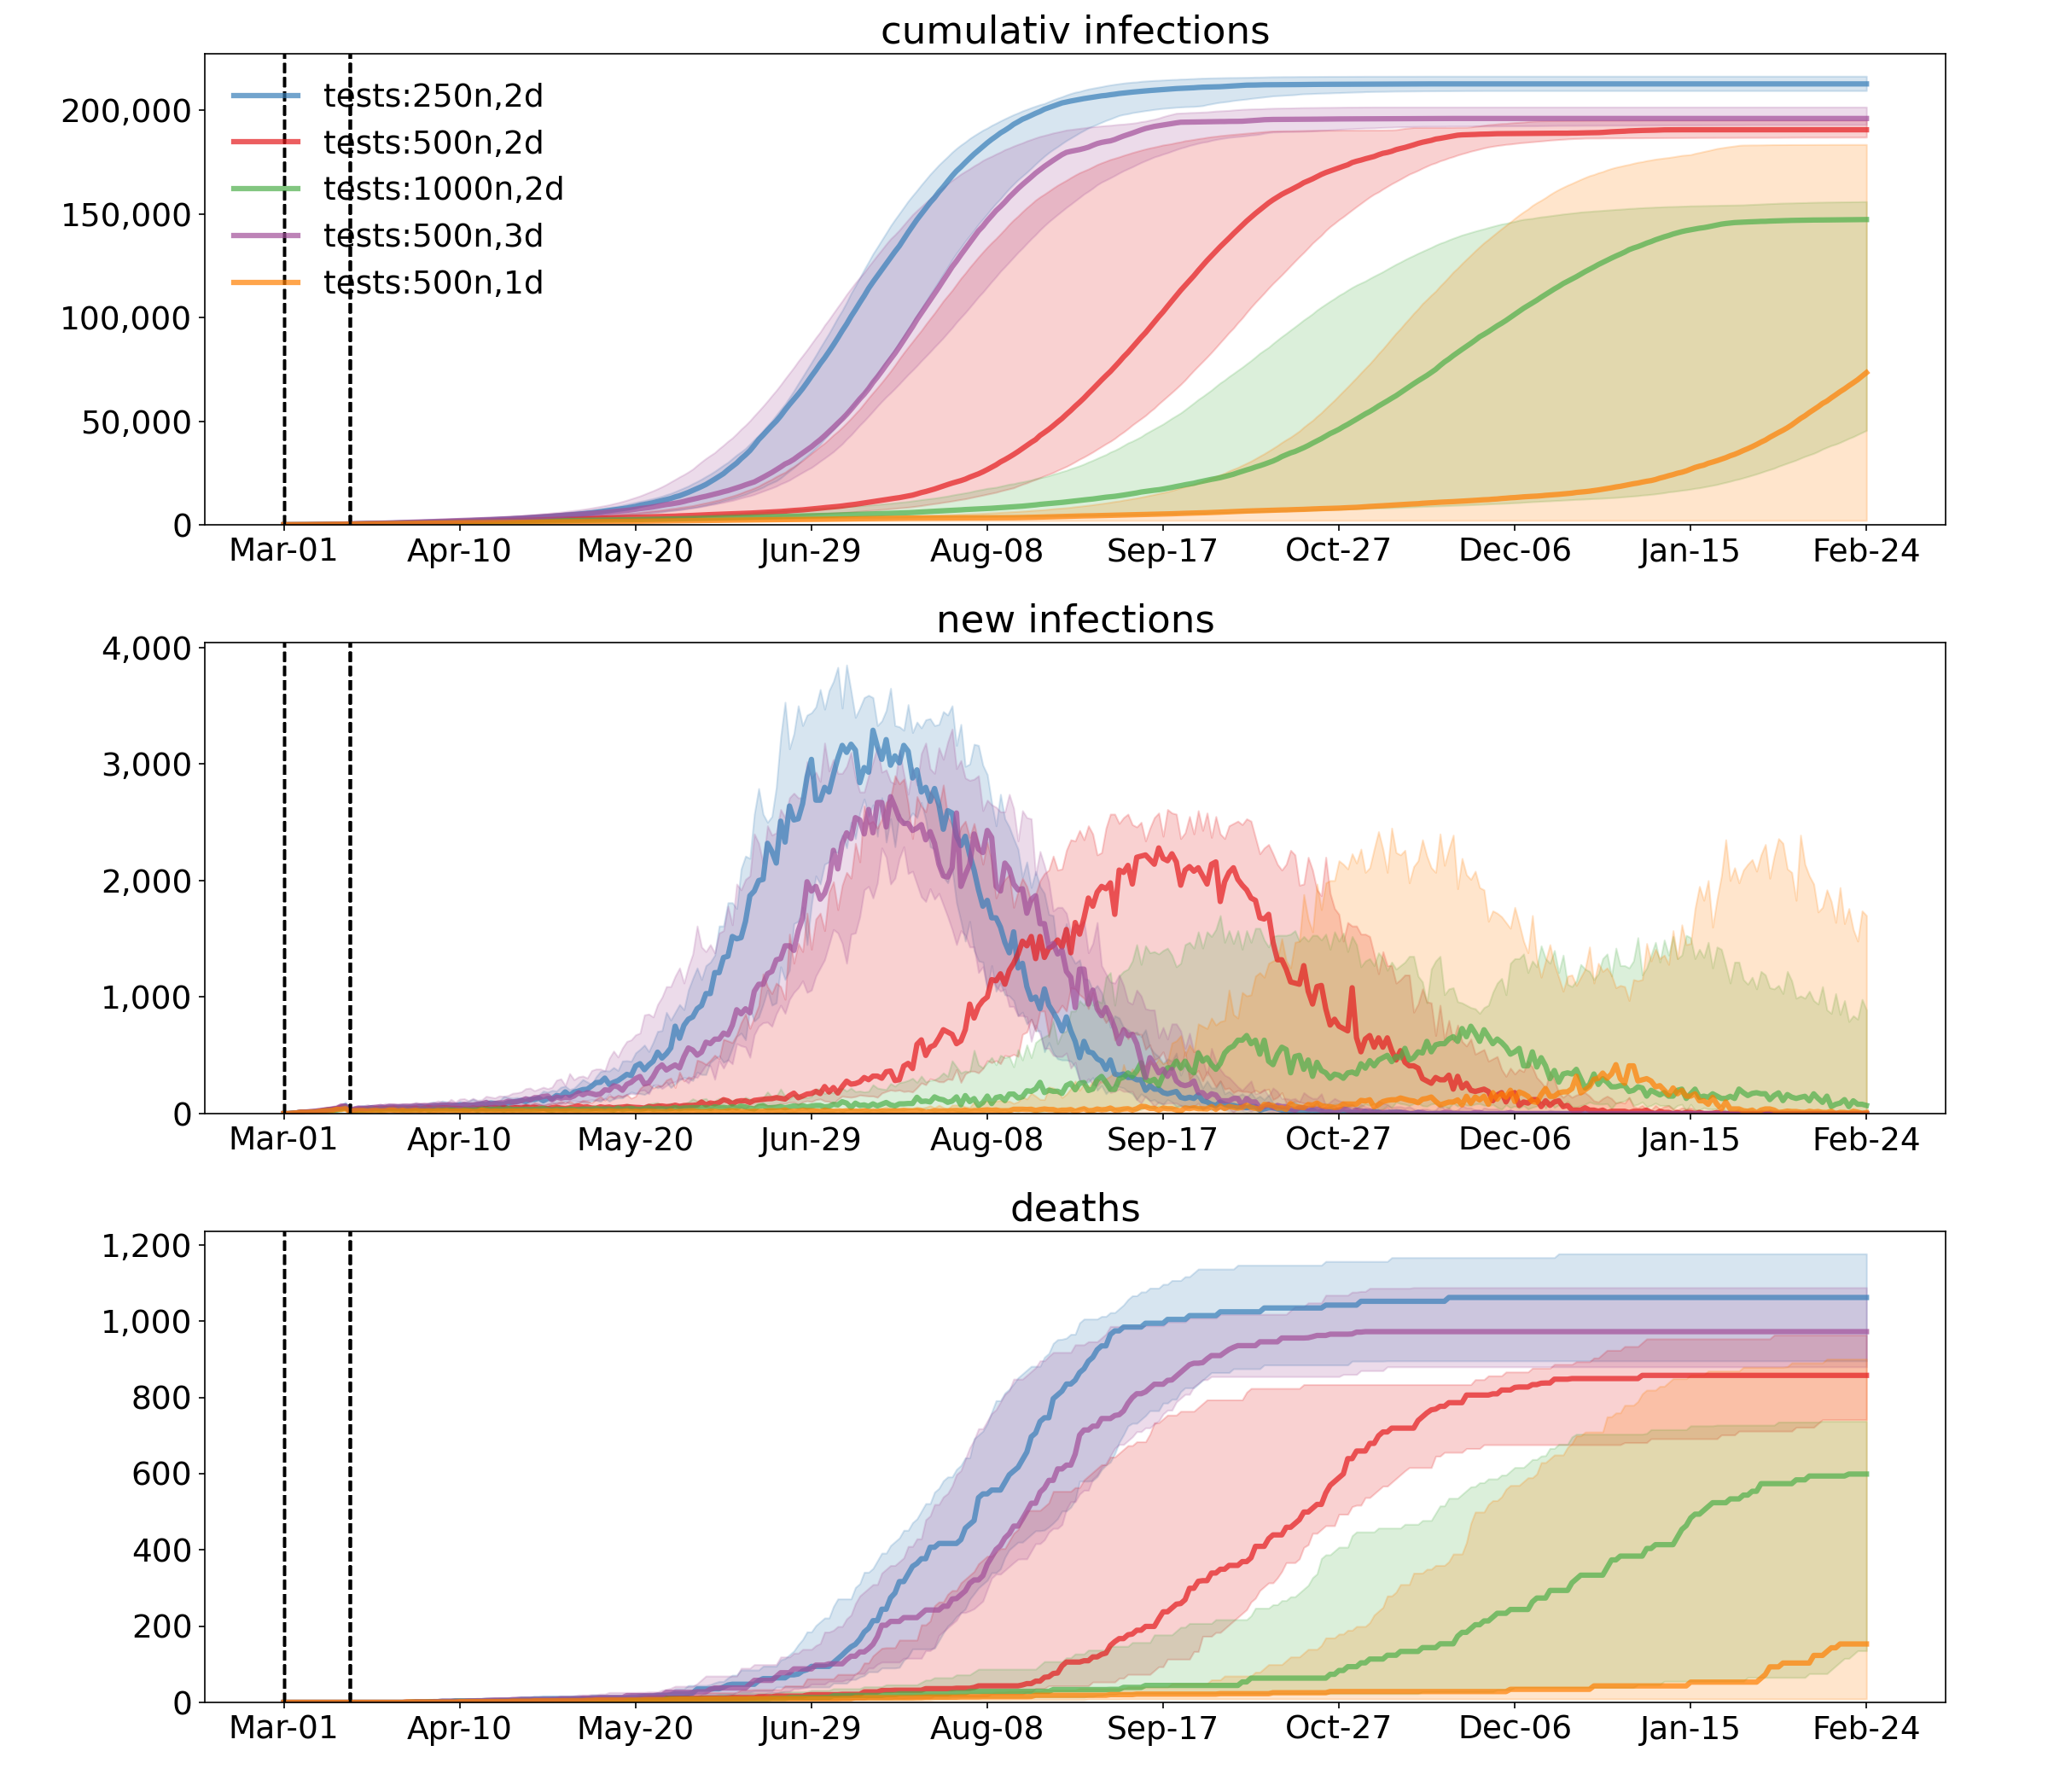 cumulativ infections
200,000
150,000
100,000
50,000
0
tests:250n,2d
tests:500n,2d
tests:1000n,2d
tests:500n,3d
tests:500n,1d
Mar-01 Apr-10 May-20 Jun-29 Aug-08 Sep-17 Oct-27 Dec-06 Jan-15 Feb-24
new infections
4,000
3,000
2,000
1,000
0
Mar-01 Apr-10 May-20 Jun-29 Aug-08 Sep-17 Oct-27 Dec-06 Jan-15 Feb-24
deaths
1,200
1,000
800
600
400
200
0
Mar-01 Apr-10 May-20 Jun-29 Aug-08 Sep-17 Oct-27 Dec-06 Jan-15 Feb-24